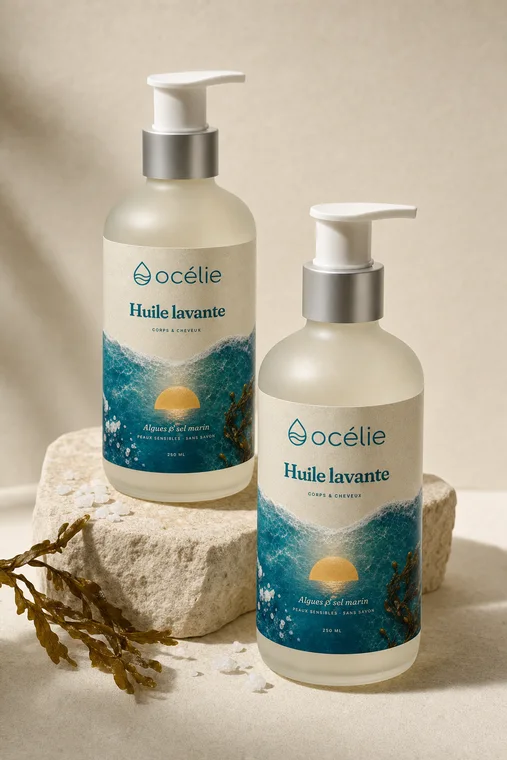 océlie
Huile lavante
CORPS & CHEVEUX
Algues & sel marin
PEAUX SENSIBLES · SANS SAVON
250 ML
océlie
Huile lavante
CORPS & CHEVEUX
Algues & sel marin
PEAUX SENSIBLES · SANS SAVON
250 ML